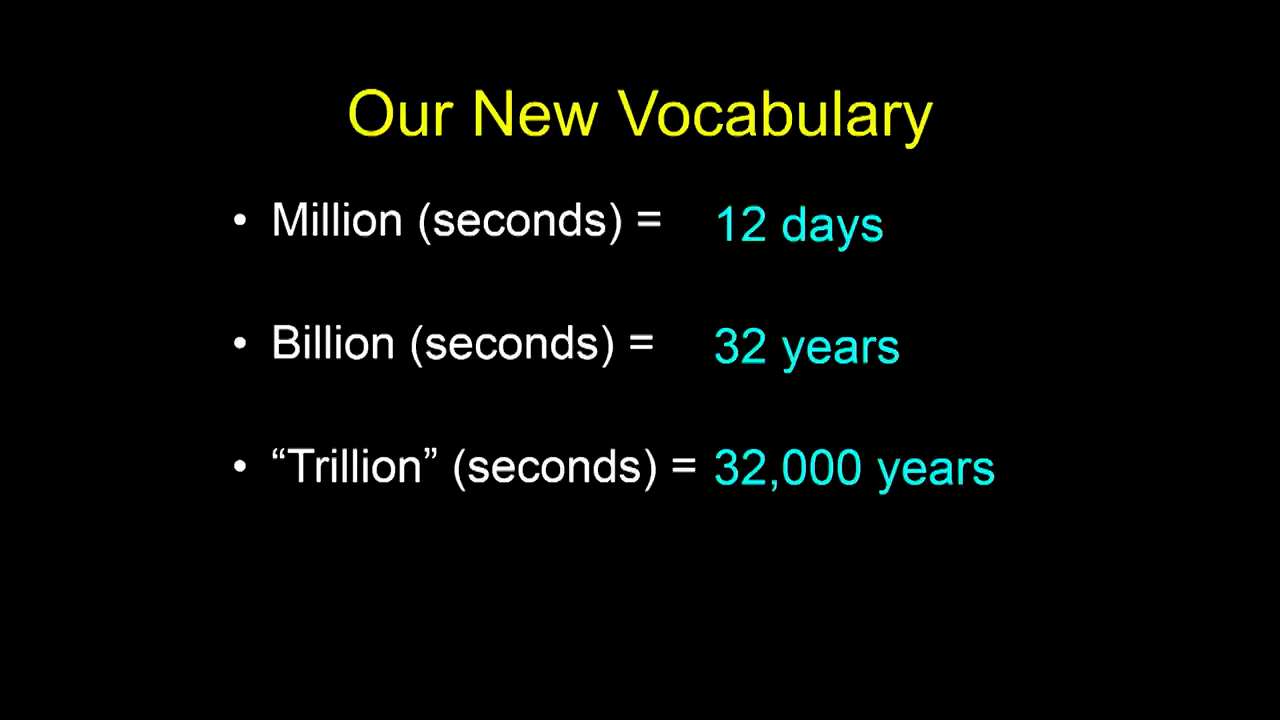 Our New Vocabulary
• Million (seconds) = 12 days
• Billion (seconds) = 32 years
• “Trillion” (seconds) = 32,000 years